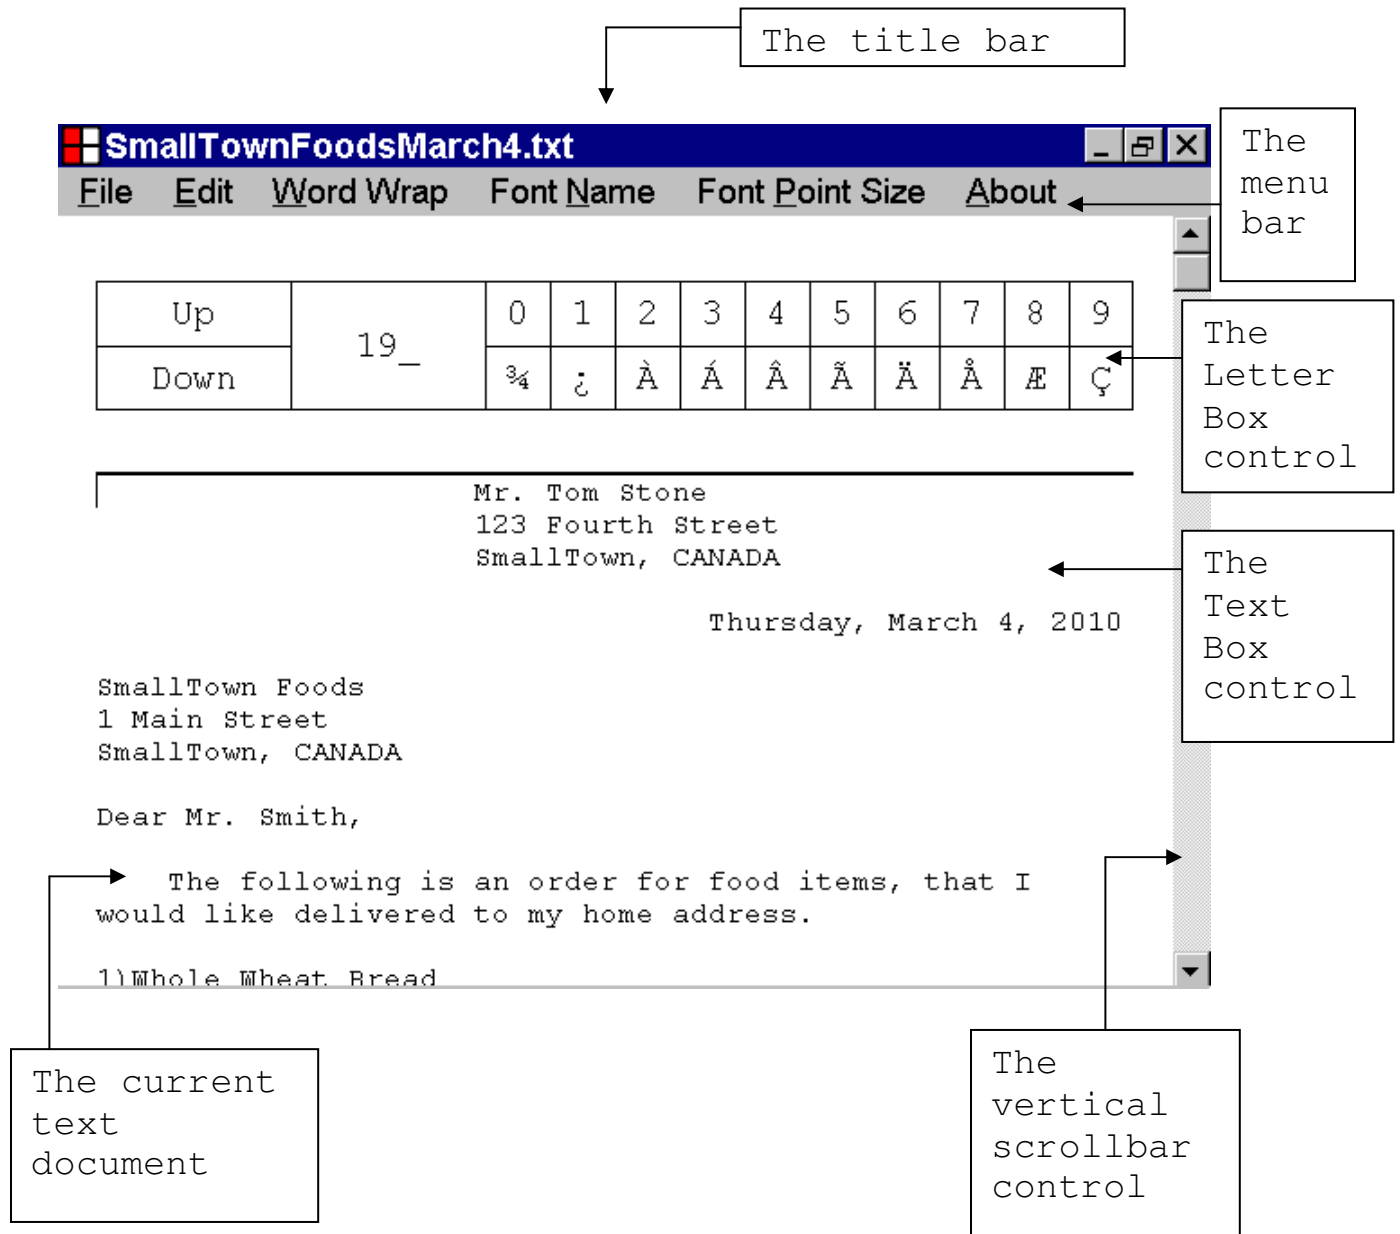 The title bar
SmallTownFoodsMarch4.txt
The
menu
bar
File Edit Word Wrap Font Name Font Point Size About
Up 19_ 0 1 2 3 4 5 6 7 8 9
Down ¾ ¿ À Á Â Ã Ä Å Æ Ç
The
Letter
Box
control
Mr. Tom Stone
123 Fourth Street
SmallTown, CANADA
The
Text
Box
control
Thursday, March 4, 2010
SmallTown Foods
1 Main Street
SmallTown, CANADA
Dear Mr. Smith,
The following is an order for food items, that I
would like delivered to my home address.
1)Whole Wheat Bread
The current
text
document
The
vertical
scrollbar
control